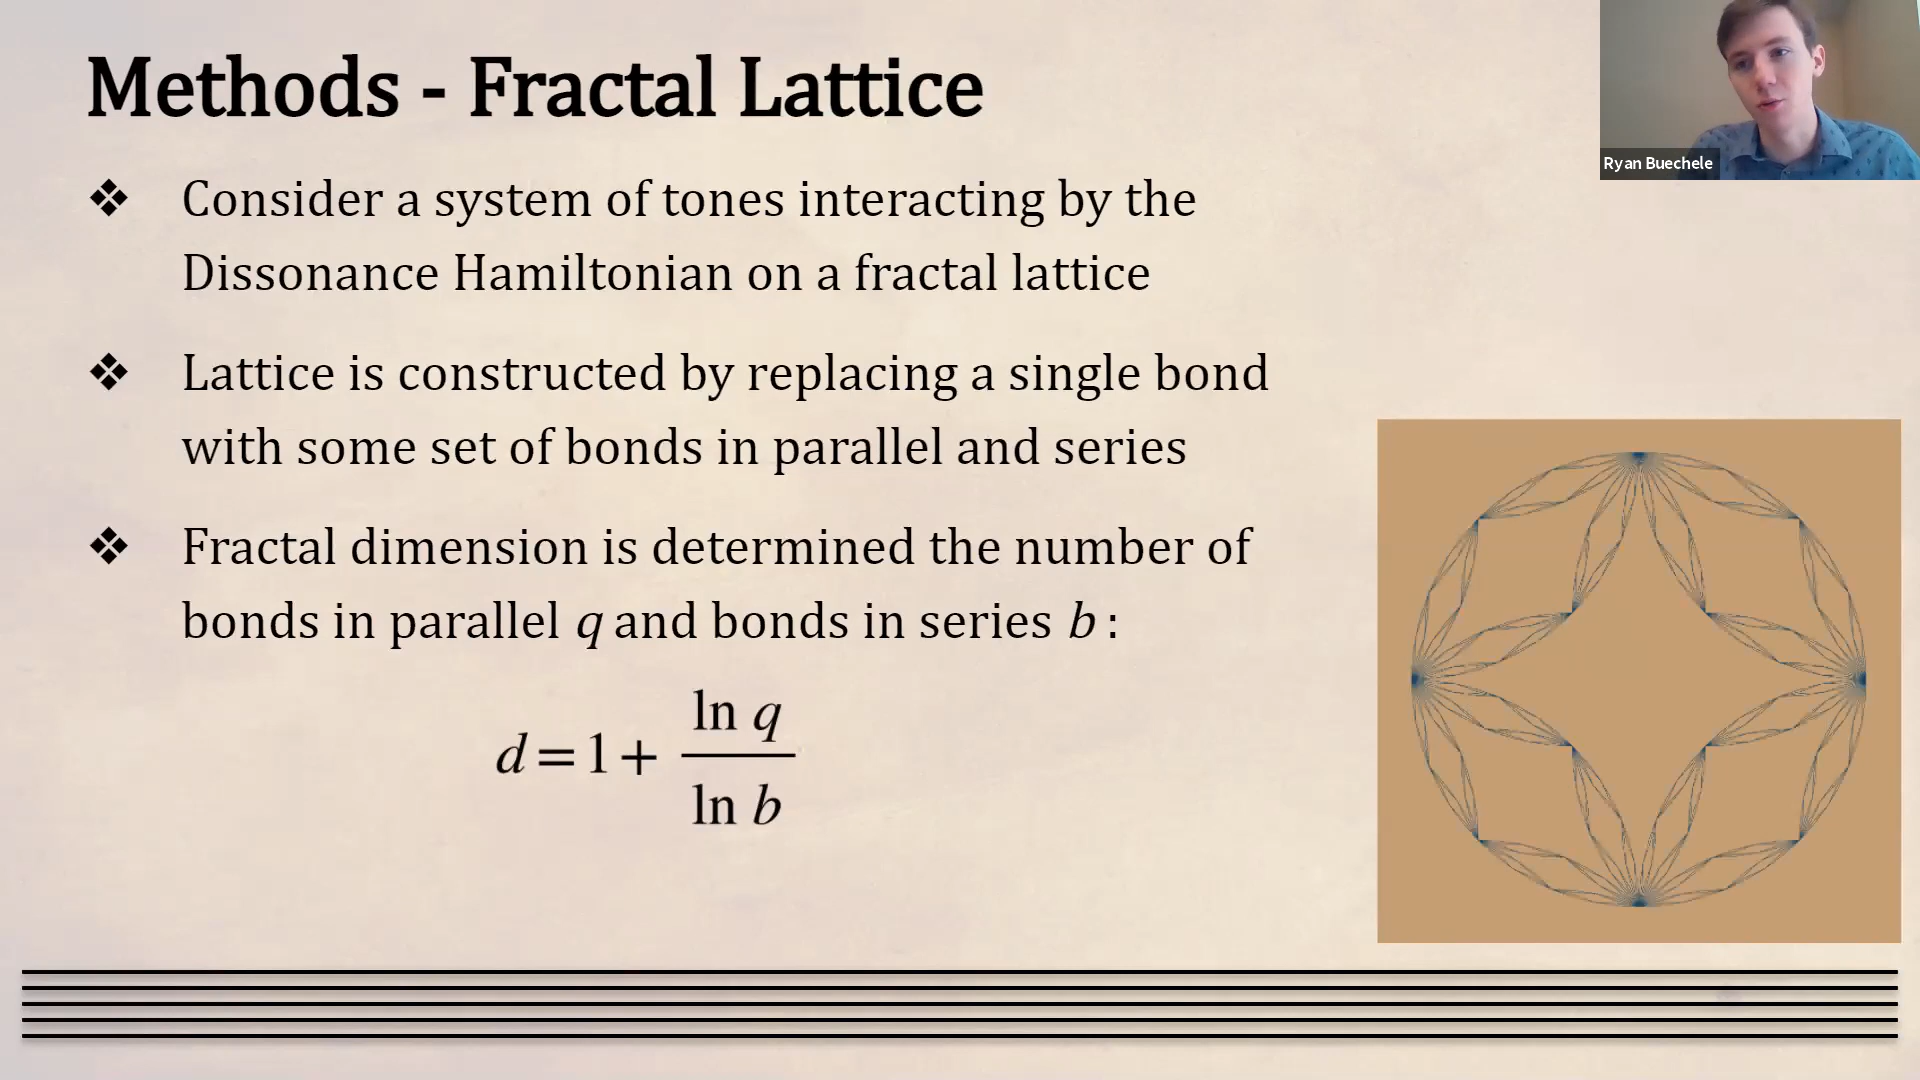 Methods - Fractal Lattice
Ryan Buechele
❖ Consider a system of tones interacting by the
Dissonance Hamiltonian on a fractal lattice
❖ Lattice is constructed by replacing a single bond
with some set of bonds in parallel and series
❖ Fractal dimension is determined the number of
bonds in parallel q and bonds in series b :
d = 1 + ln q / ln b